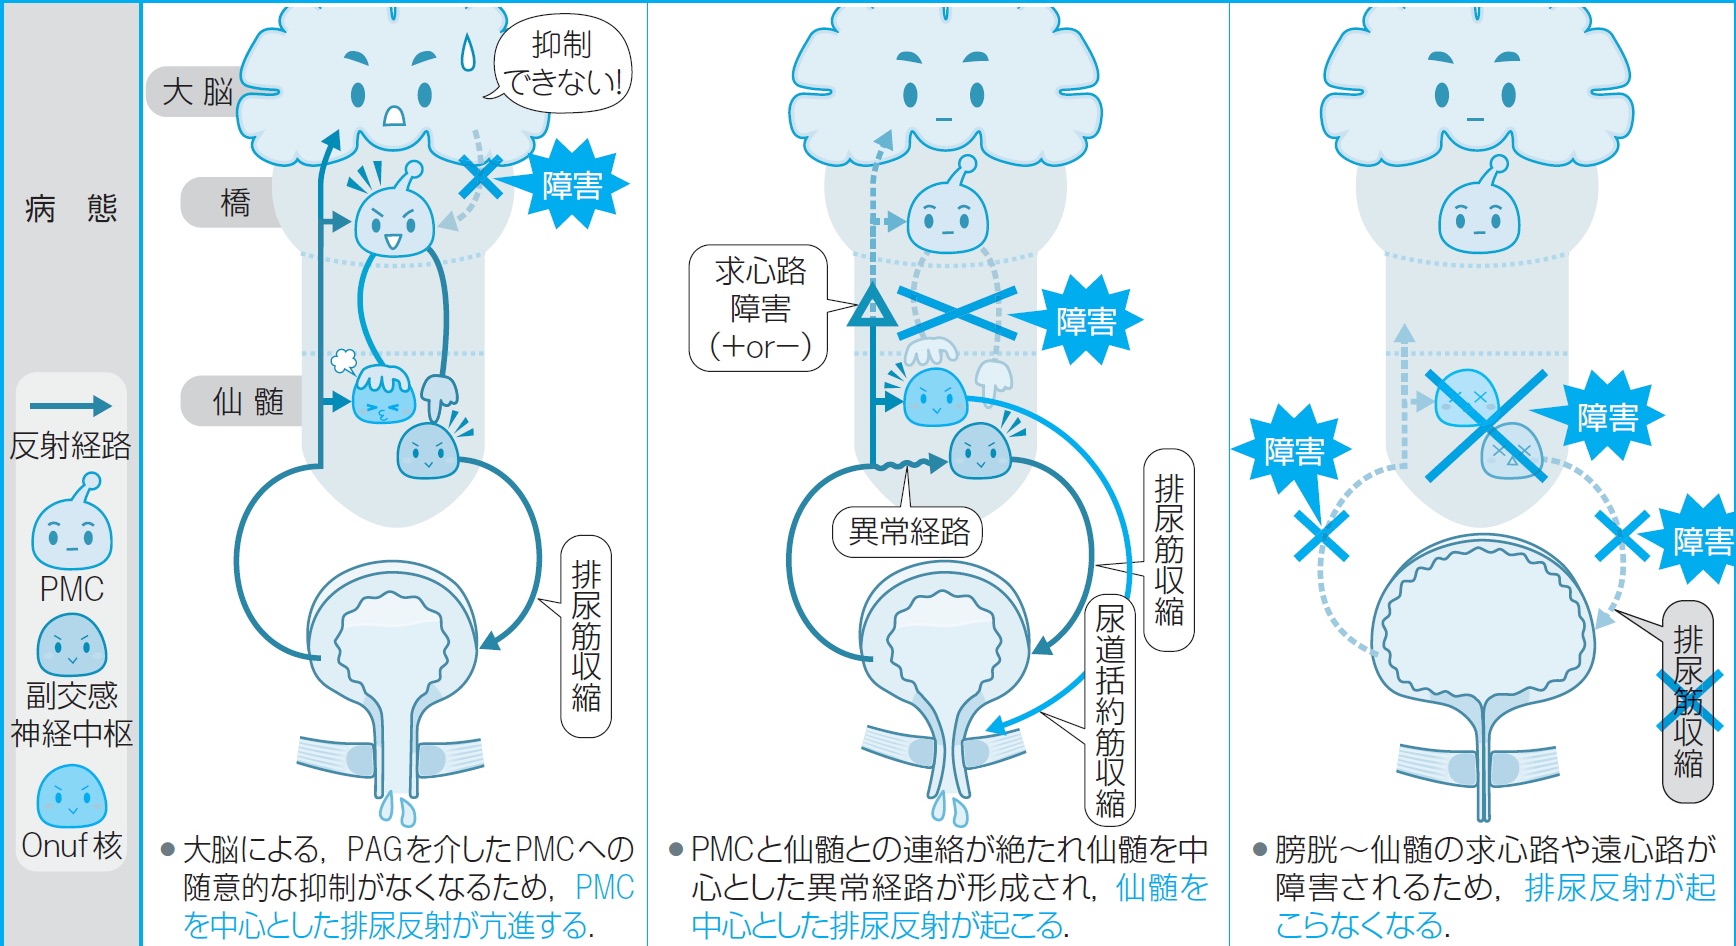 病態
反射経路
PMC
副交感
神経中枢
Onuf核
大脳
橋
仙髄
抑制
できない!
障害
排尿筋収縮
●大脳による，PAGを介したPMCへの
随意的な抑制がなくなるため，PMC
を中心とした排尿反射が亢進する．
求心路
障害
（＋or－）
障害
異常経路
排尿筋収縮
尿道括約筋収縮
●PMCと仙髄との連絡が絶たれ仙髄を中
心とした異常経路が形成され，仙髄を
中心とした排尿反射が起こる．
障害
障害
障害
排尿筋収縮
●膀胱～仙髄の求心路や遠心路が
障害されるため，排尿反射が起
こらなくなる．